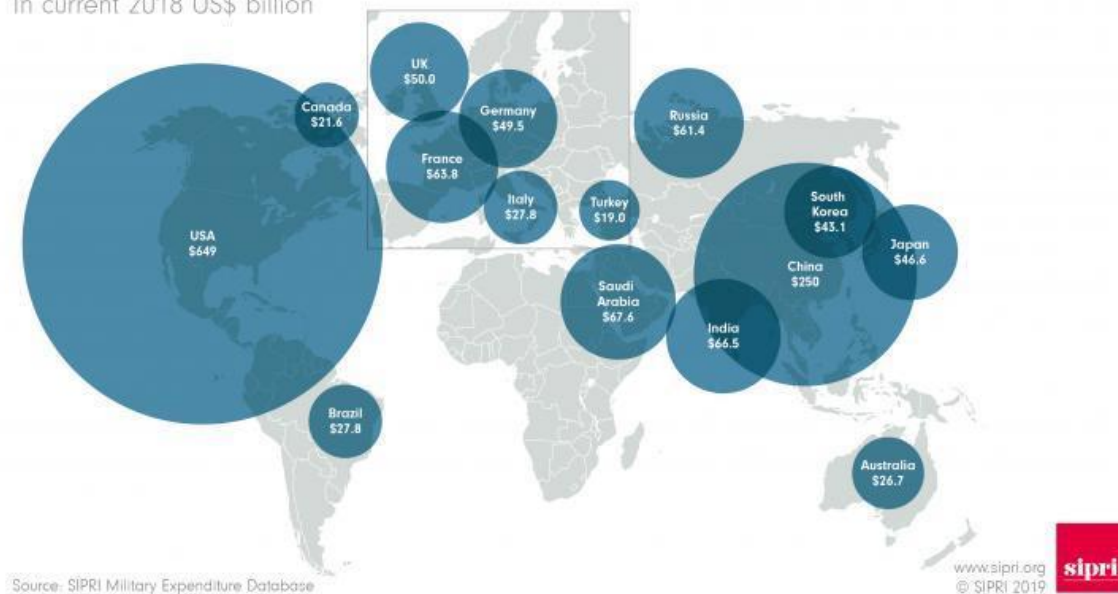 In current 2018 US$ billion
UK
$50.0
Canada
$21.6
Germany
$49.5
Russia
$61.4
France
$63.8
Italy
$27.8
Turkey
$19.0
South
Korea
$43.1
USA
$649
Japan
$46.6
China
$250
Saudi
Arabia
$67.6
India
$66.5
Brazil
$27.8
Australia
$26.7
Source: SIPRI Military Expenditure Database
www.sipri.org
© SIPRI 2019
sipri